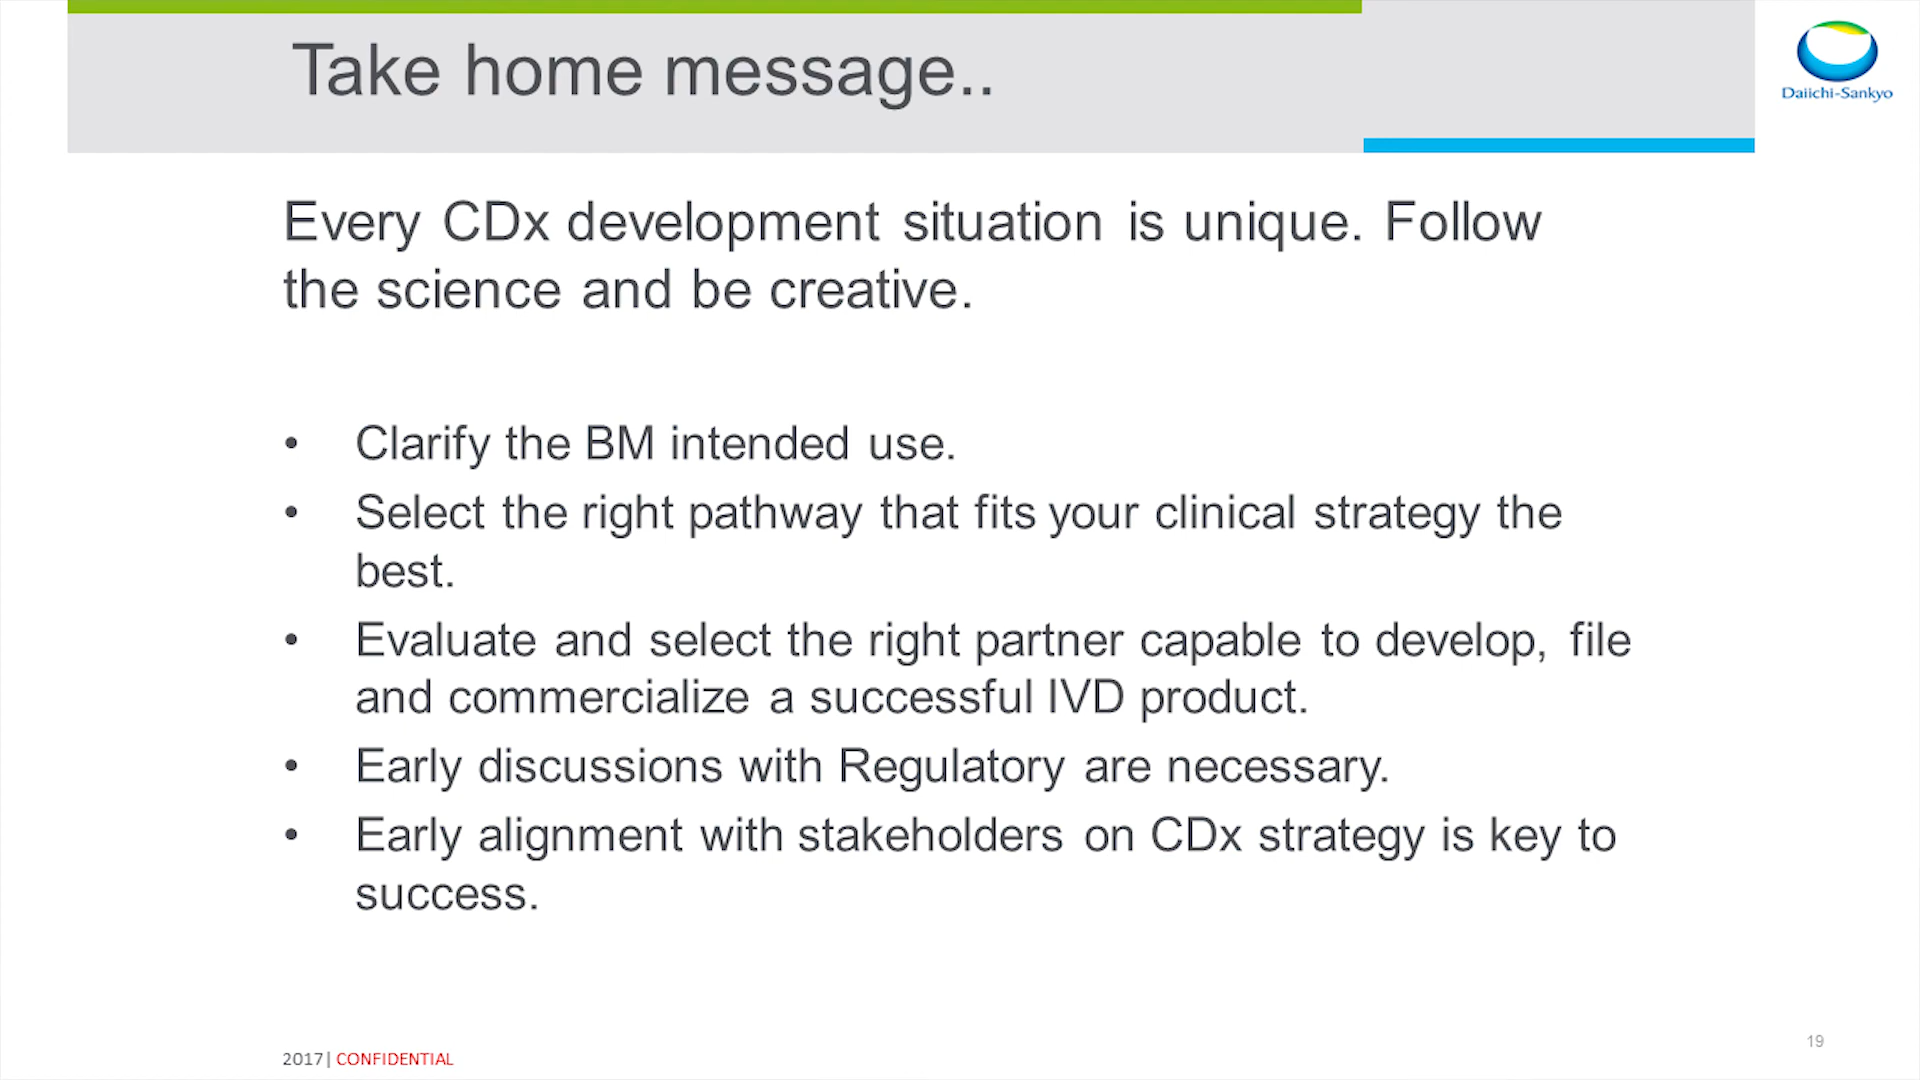 Take home message..
Daiichi-Sankyo
Every CDx development situation is unique. Follow
the science and be creative.
• Clarify the BM intended use.
• Select the right pathway that fits your clinical strategy the
best.
• Evaluate and select the right partner capable to develop, file
and commercialize a successful IVD product.
• Early discussions with Regulatory are necessary.
• Early alignment with stakeholders on CDx strategy is key to
success.
2017| CONFIDENTIAL
19